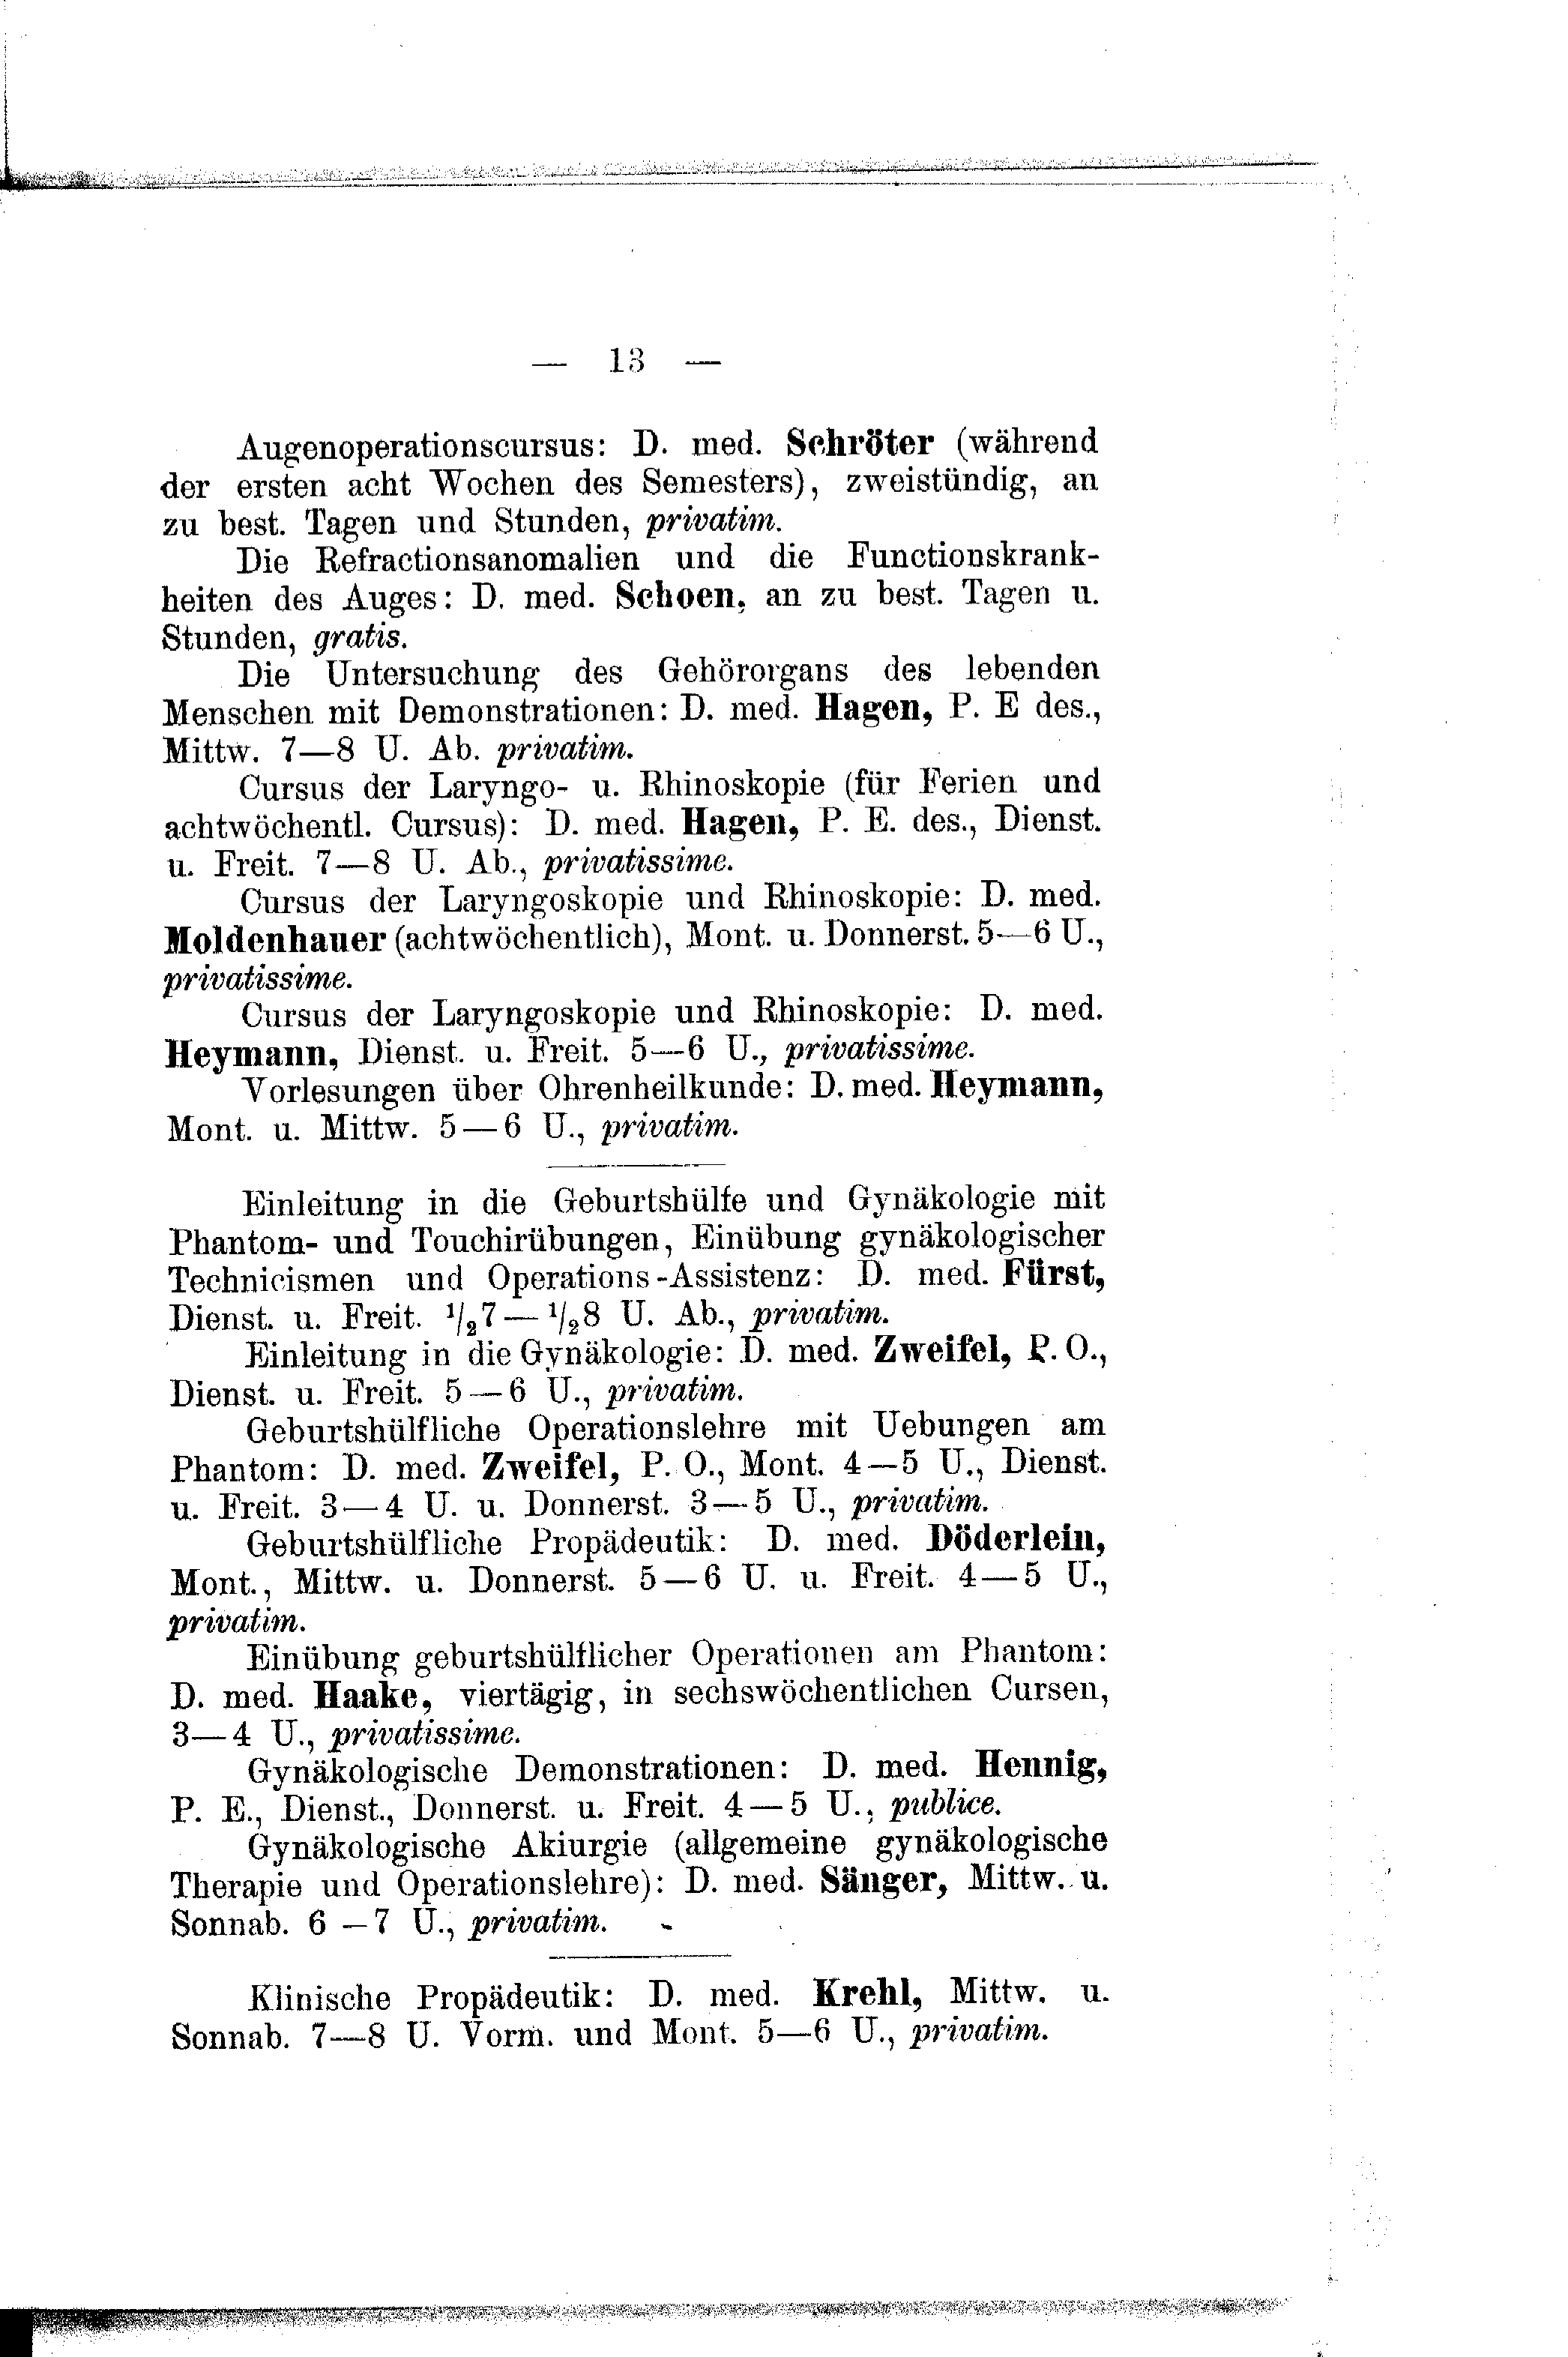 — 13 —
Augenoperationscursus: D. med. Schröter (während
der ersten acht Wochen des Semesters), zweistündig, an
zu best. Tagen und Stunden, privatim.
Die Refractionsanomalien und die Functionskrank-
heiten des Auges: D. med. Schoen, an zu best. Tagen u.
Stunden, gratis.
Die Untersuchung des Gehörorgans des lebenden
Menschen mit Demonstrationen: D. med. Hagen, P. E des.,
Mittw. 7—8 U. Ab. privatim.
Cursus der Laryngo- u. Rhinoskopie (für Ferien und
achtwöchentl. Cursus): D. med. Hagen, P. E. des., Dienst.
u. Freit. 7—8 U. Ab., privatissime.
Cursus der Laryngoskopie und Rhinoskopie: D. med.
Moldenhauer (achtwöchentlich), Mont. u. Donnerst. 5—6 U.,
privatissime.
Cursus der Laryngoskopie und Rhinoskopie: D. med.
Heymann, Dienst. u. Freit. 5—6 U., privatissime.
Vorlesungen über Ohrenheilkunde: D. med. Heymann,
Mont. u. Mittw. 5—6 U., privatim.
Einleitung in die Geburtshülfe und Gynäkologie mit
Phantom- und Touchirübungen, Einübung gynäkologischer
Technicismen und Operations-Assistenz: D. med. Fürst,
Dienst. u. Freit. 1/2 7—1/2 8 U. Ab., privatim.
Einleitung in die Gynäkologie: D. med. Zweifel, P. O.,
Dienst. u. Freit. 5—6 U., privatim.
Geburtshülfliche Operationslehre mit Uebungen am
Phantom: D. med. Zweifel, P. O., Mont. 4—5 U., Dienst.
u. Freit. 3—4 U. u. Donnerst. 3—5 U., privatim.
Geburtshülfliche Propädeutik: D. med. Döderlein,
Mont., Mittw. u. Donnerst. 5—6 U. u. Freit. 4—5 U.,
privatim.
Einübung geburtshülflicher Operationen am Phantom:
D. med. Haake, viertägig, in sechswöchentlichen Cursen,
3—4 U., privatissime.
Gynäkologische Demonstrationen: D. med. Hennig,
P. E., Dienst., Donnerst. u. Freit. 4—5 U., publice.
Gynäkologische Akiurgie (allgemeine gynäkologische
Therapie und Operationslehre): D. med. Sänger, Mittw. u.
Sonnab. 6—7 U., privatim.
Klinische Propädeutik: D. med. Krehl, Mittw. u.
Sonnab. 7—8 U. Vorm. und Mont. 5—6 U., privatim.